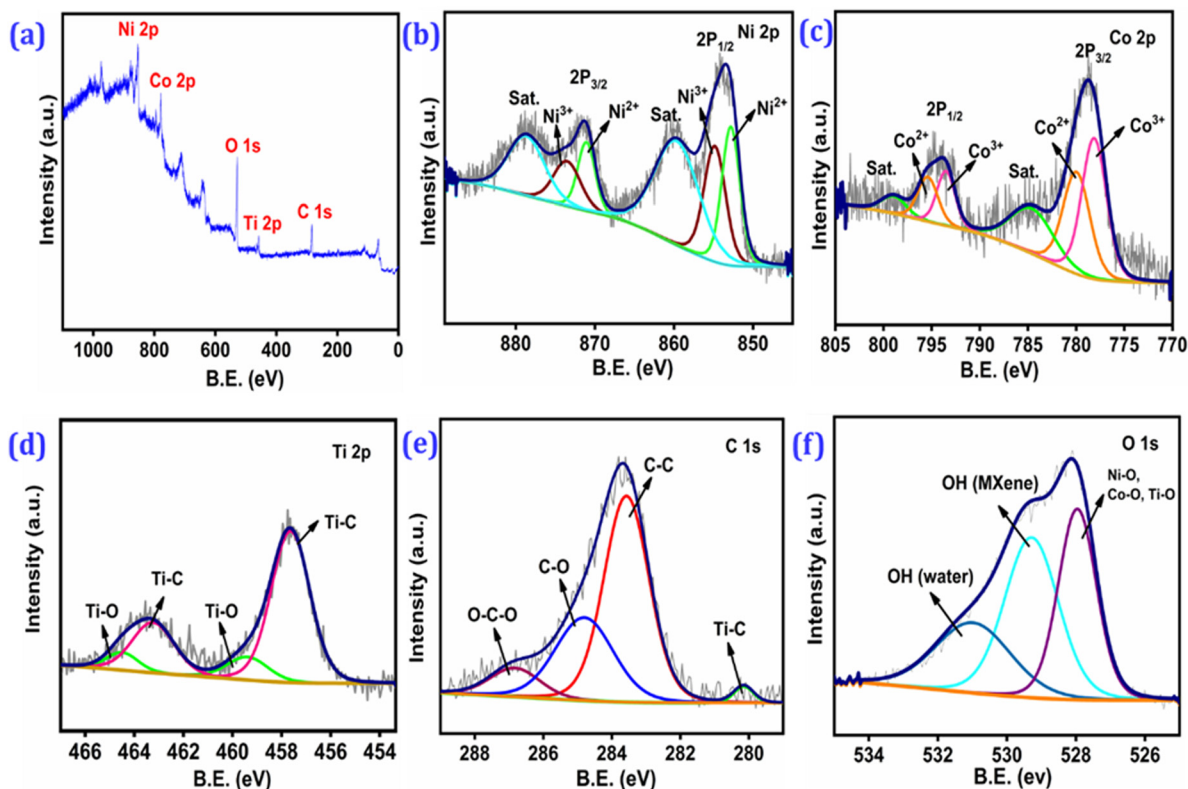 (a)
Ni 2p
Co 2p
O 1s
Ti 2p
C 1s
Intensity (a.u.)
1000 800 600 400 200 0
B.E. (eV)
(b)
2P1/2 Ni 2p
2P3/2
Sat.
Ni3+
Ni2+
Sat.
Ni3+
Ni2+
Intensity (a.u.)
880 870 860 850
B.E. (eV)
(c)
2P3/2 Co 2p
2P1/2
Co2+
Co3+
Sat.
Co2+
Co3+
Sat.
Intensity (a.u.)
805 800 795 790 785 780 775 770
B.E. (eV)
(d)
Ti 2p
Ti-C
Ti-C
Ti-O
Ti-O
Intensity (a.u.)
466 464 462 460 458 456 454
B.E. (eV)
(e)
C 1s
C-C
C-O
O-C-O
Ti-C
Intensity (a.u.)
288 286 284 282 280
B.E. (eV)
(f)
O 1s
Ni-O,
Co-O, Ti-O
OH (MXene)
OH (water)
Intensity (a.u.)
534 532 530 528 526
B.E. (ev)